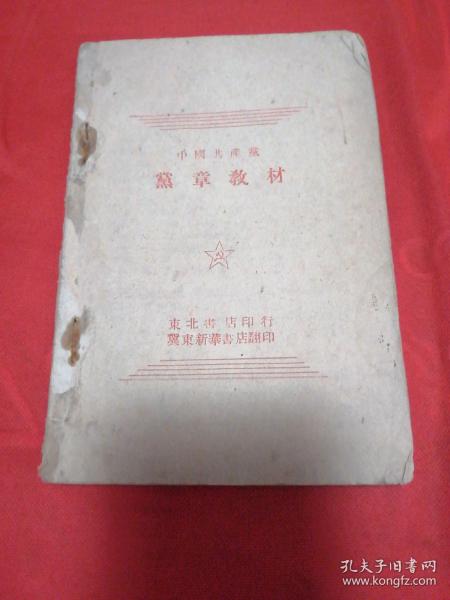 中國共產黨
黨章教材
東北書店印行
冀東新華書店翻印
孔夫子旧书网
www.kongfz.com